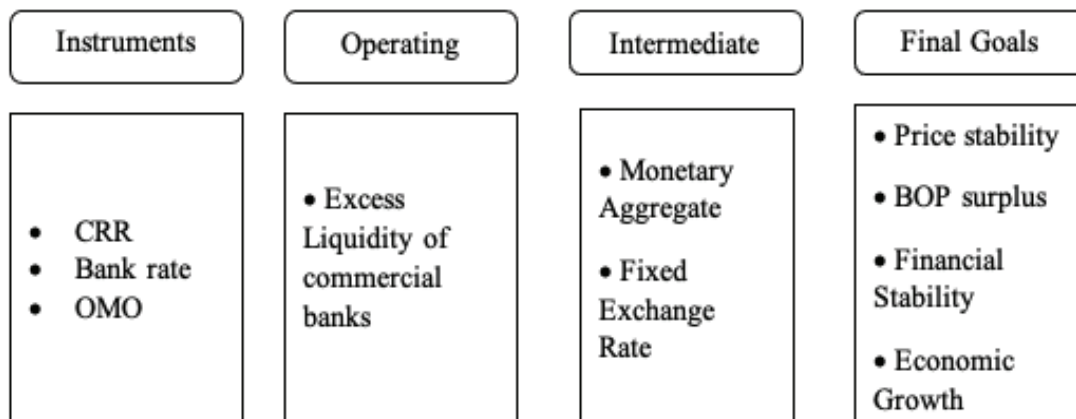 Instruments
Operating
Intermediate
Final Goals
• CRR
• Bank rate
• OMO
• Excess
Liquidity of
commercial
banks
• Monetary
Aggregate
• Fixed
Exchange
Rate
• Price stability
• BOP surplus
• Financial
Stability
• Economic
Growth